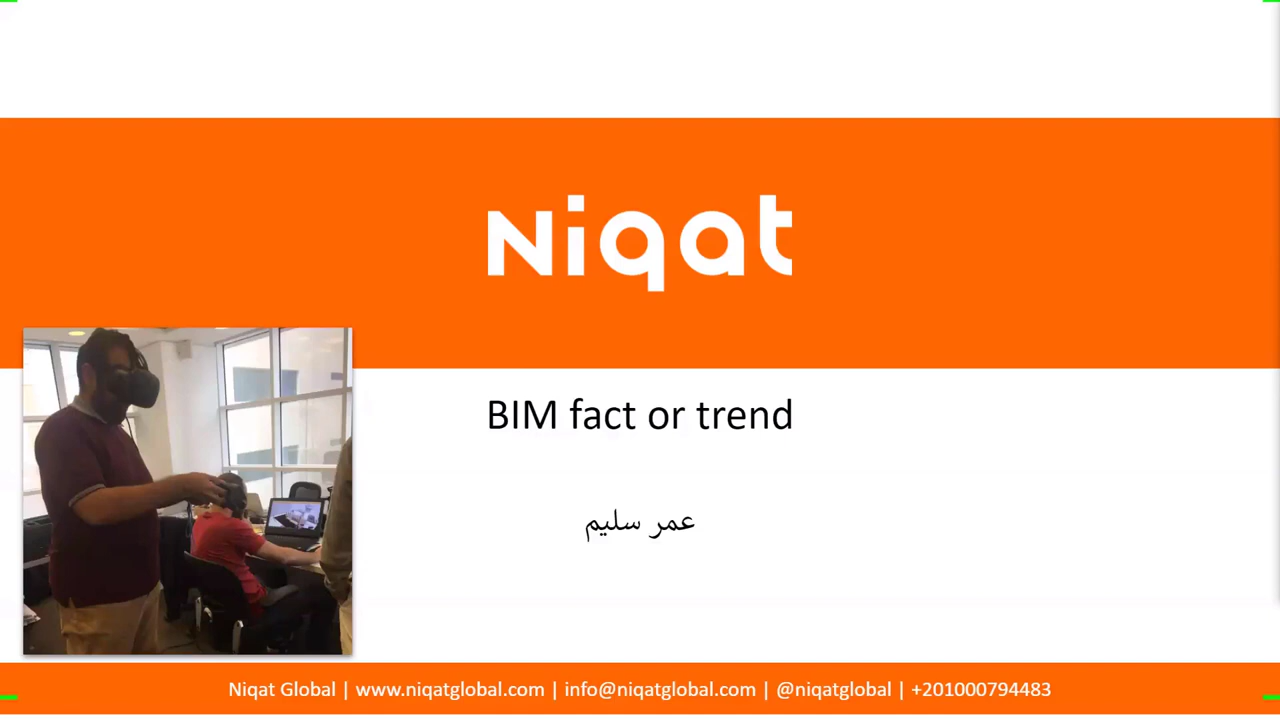 Niqat
BIM fact or trend
عمر سليم
Niqat Global | www.niqatglobal.com | info@niqatglobal.com | @niqatglobal | +201000794483